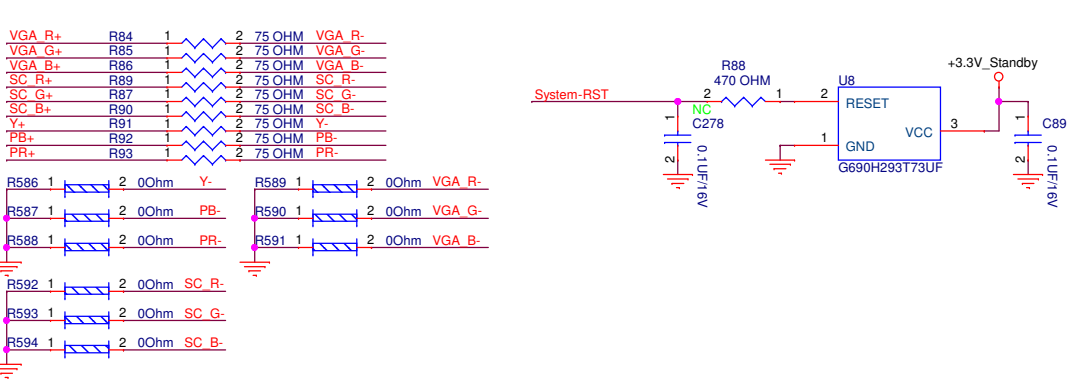 VGA_R+ R84 1 2 75 OHM VGA_R-
VGA_G+ R85 1 2 75 OHM VGA_G-
VGA_B+ R86 1 2 75 OHM VGA_B-
SC_R+ R89 1 2 75 OHM SC_R-
SC_G+ R87 1 2 75 OHM SC_G-
SC_B+ R90 1 2 75 OHM SC_B-
Y+ R91 1 2 75 OHM Y-
PB+ R92 1 2 75 OHM PB-
PR+ R93 1 2 75 OHM PR-
R586 1 2 0Ohm Y-
R587 1 2 0Ohm PB-
R588 1 2 0Ohm PR-
R589 1 2 0Ohm VGA_R-
R590 1 2 0Ohm VGA_G-
R591 1 2 0Ohm VGA_B-
R592 1 2 0Ohm SC_R-
R593 1 2 0Ohm SC_G-
R594 1 2 0Ohm SC_B-
System-RST
R88
470 OHM
2 1
NC
C278
1
2
0.1UF/16V
U8
2 RESET
1 GND
VCC 3
G690H293T73UF
+3.3V_Standby
C89
1
2
0.1UF/16V